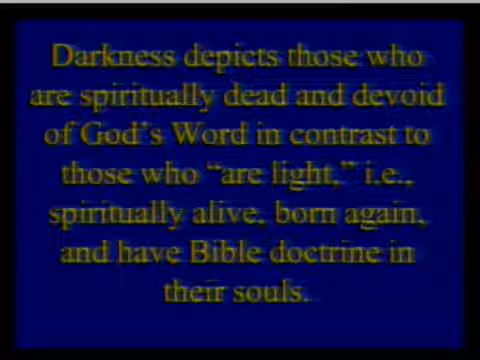 Darkness depicts those who
are spiritually dead and devoid
of God's Word in contrast to
those who “are light,” i.e.,
spiritually alive, born again,
and have Bible doctrine in
their souls.